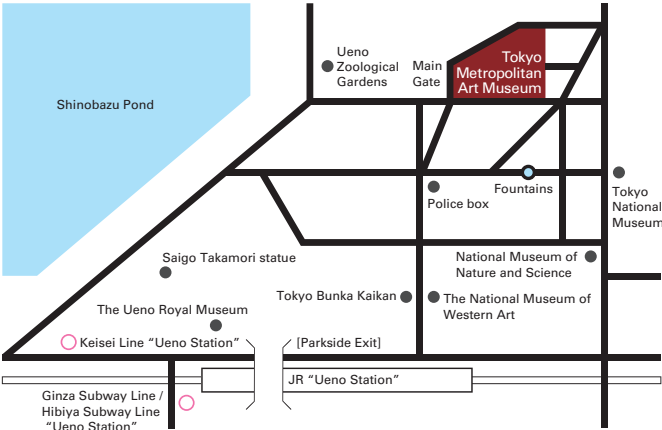 Ueno
Zoological
Gardens
Main
Gate
Tokyo
Metropolitan
Art Museum
Shinobazu Pond
Police box
Fountains
Tokyo
National
Museum
Saigo Takamori statue
National Museum of
Nature and Science
Tokyo Bunka Kaikan
The National Museum of
Western Art
The Ueno Royal Museum
Keisei Line “Ueno Station”
[Parkside Exit]
JR “Ueno Station”
Ginza Subway Line /
Hibiya Subway Line
“Ueno Station”